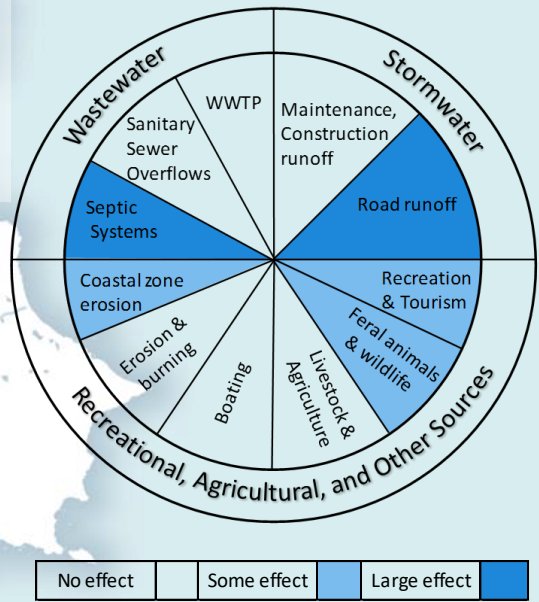 Wastewater
Stormwater
WWTP
Sanitary
Sewer
Overflows
Septic
Systems
Maintenance,
Construction
runoff
Road runoff
Coastal zone
erosion
Erosion &
burning
Boating
Livestock &
Agriculture
Feral animals
& wildlife
Recreation
& Tourism
Recreational, Agricultural, and Other Sources
No effect
Some effect
Large effect